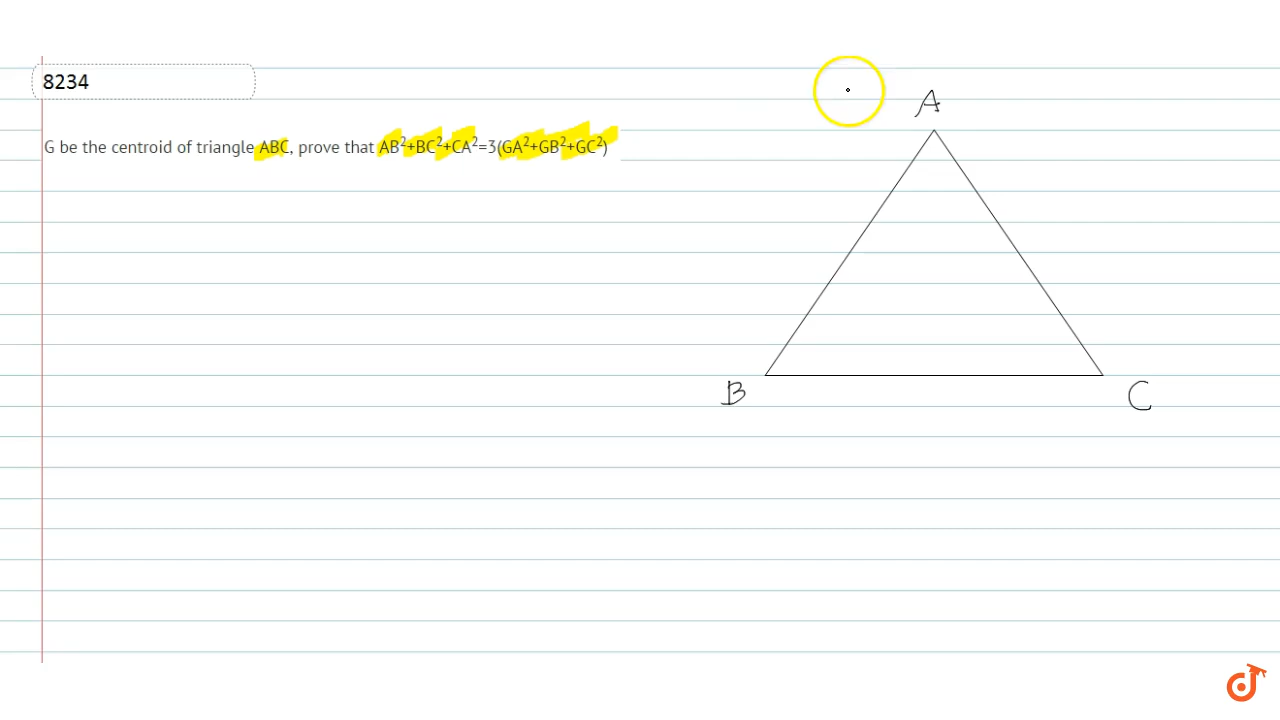 8234
G be the centroid of triangle ABC, prove that AB²+BC²+CA²=3(GA²+GB²+GC²)
A
B
C